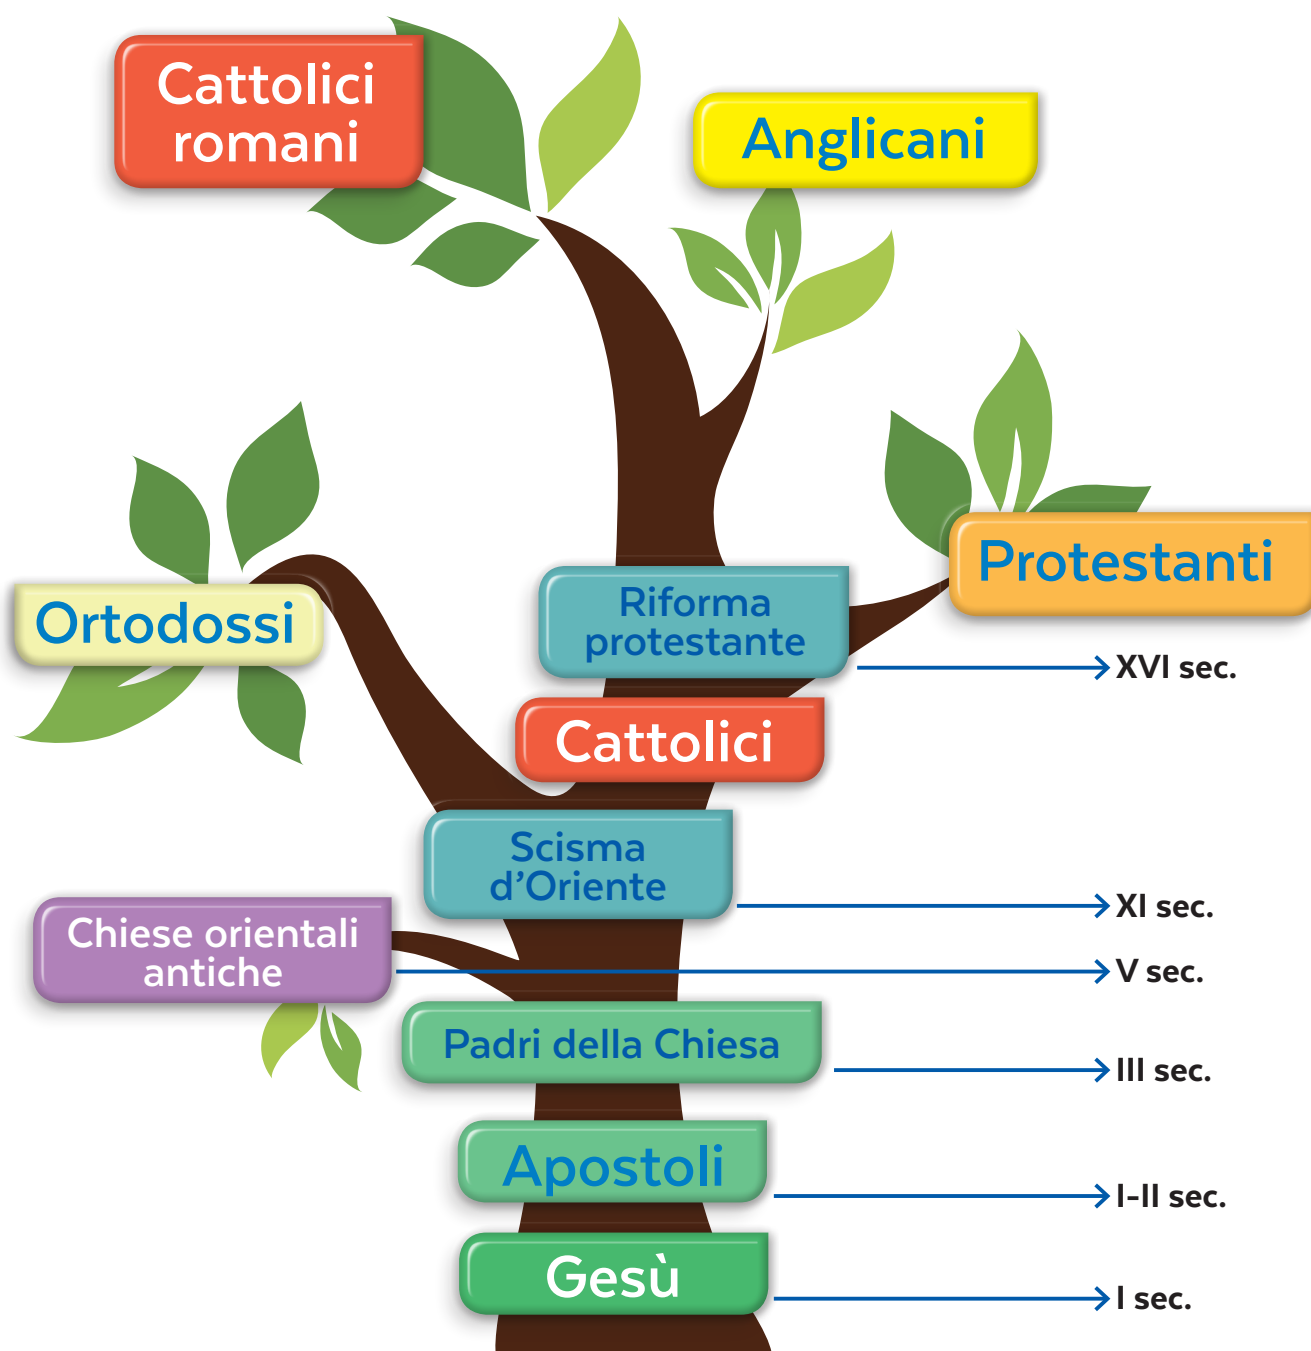 Cattolici
romani
Anglicani
Protestanti
Ortodossi
Riforma
protestante
XVI sec.
Cattolici
Scisma
d'Oriente
XI sec.
Chiese orientali
antiche
V sec.
Padri della Chiesa
III sec.
Apostoli
I-II sec.
Gesù
I sec.